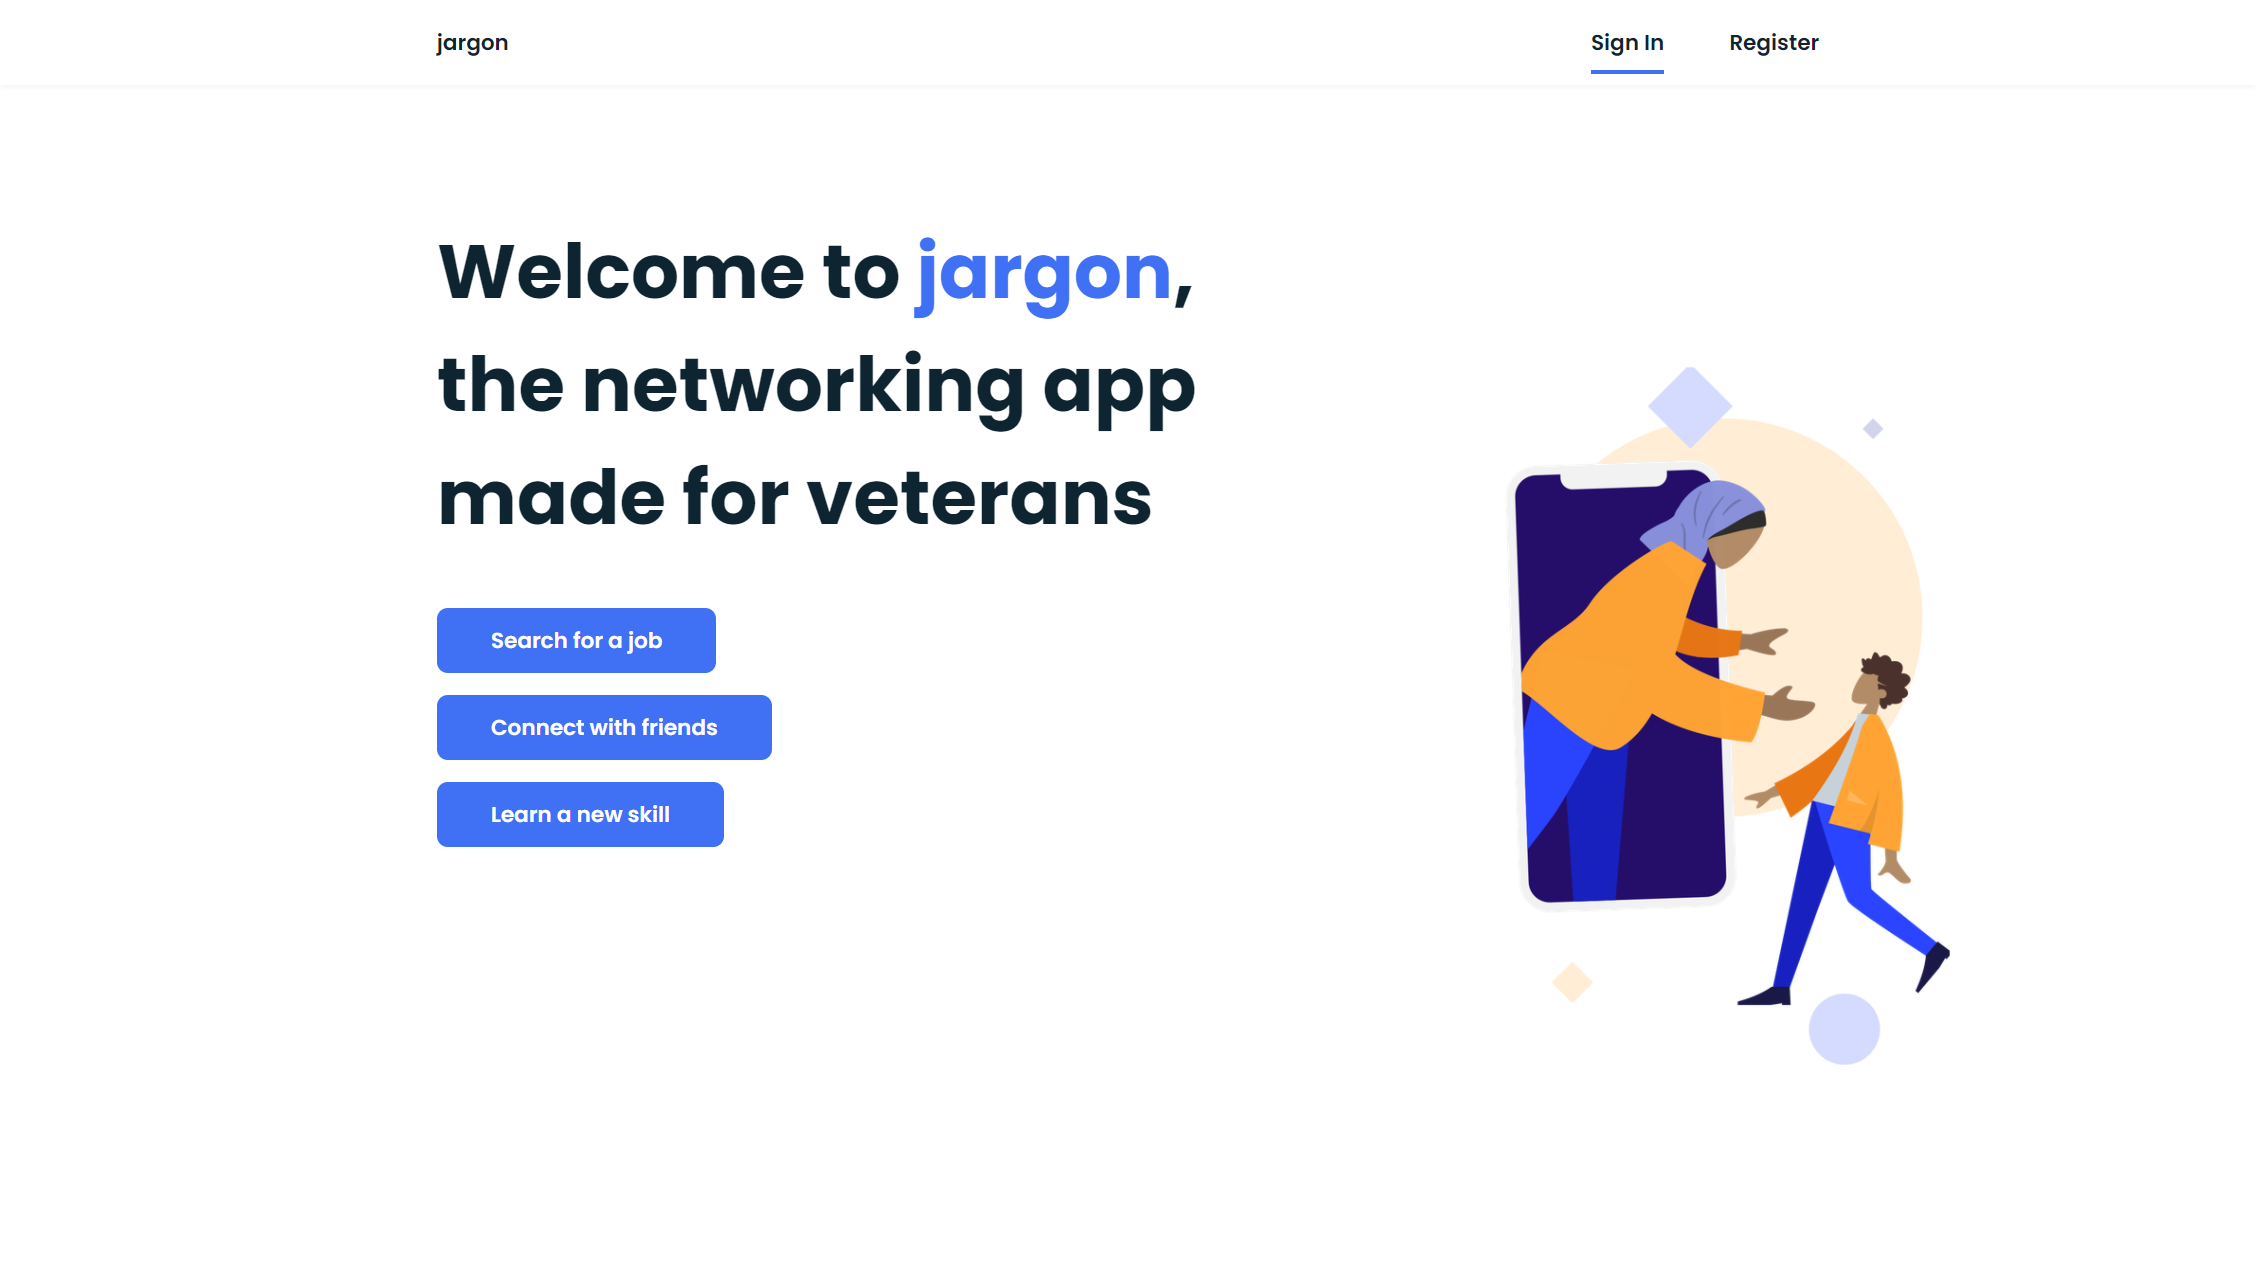 jargon
Sign In
Register
Welcome to jargon,
the networking app
made for veterans
Search for a job
Connect with friends
Learn a new skill